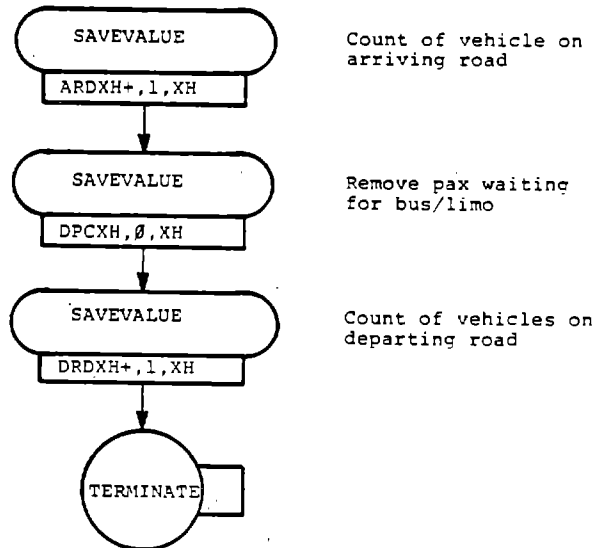 SAVEVALUE
Count of vehicle on
arriving road
ARDXH+,1,XH
SAVEVALUE
Remove pax waiting
for bus/limo
DPCXH,Ø,XH
SAVEVALUE
Count of vehicles on
departing road
DRDXH+,1,XH
TERMINATE